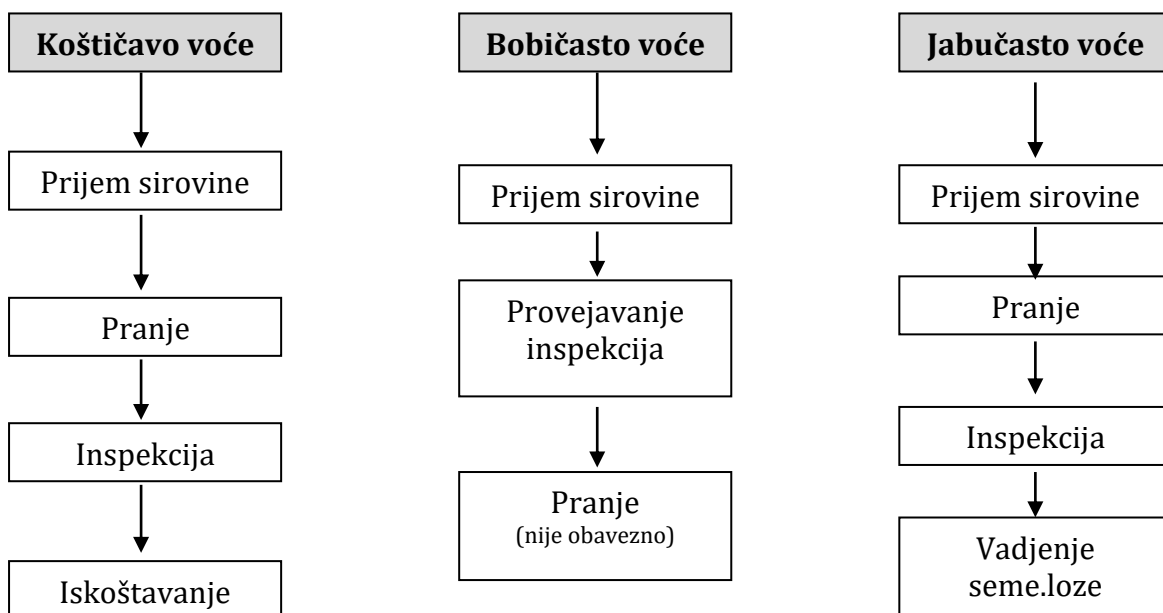 Koštičavo voće
Prijem sirovine
Pranje
Inspekcija
Iskoštavanje
Bobičasto voće
Prijem sirovine
Provejavanje
inspekcija
Pranje
(nije obavezno)
Jabučasto voće
Prijem sirovine
Pranje
Inspekcija
Vadjenje
seme.loze